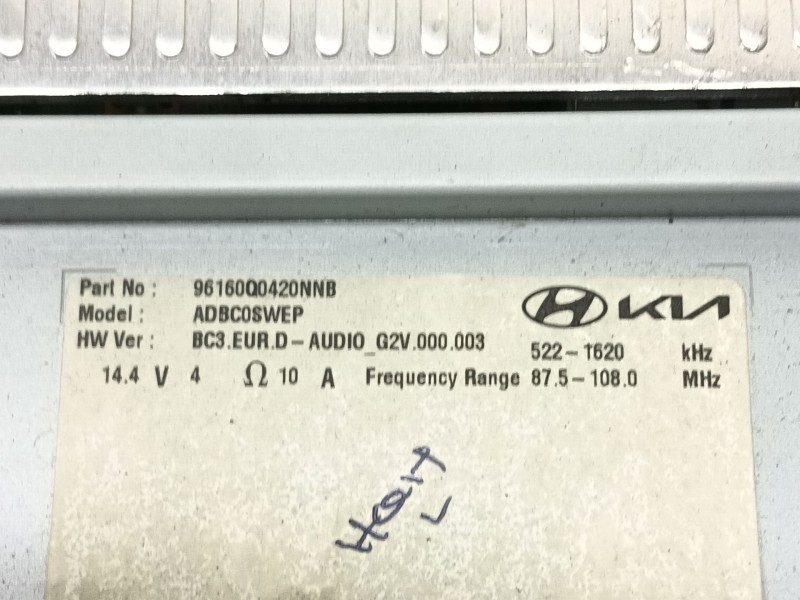 Part No : 96160Q0420NNB
Model : ADBC0SWEP
HW Ver : BC3.EUR.D-AUDIO_G2V.000.003
KIA
522-1620 kHz
14.4 V 4 Ω 10 A Frequency Range 87.5-108.0 MHz